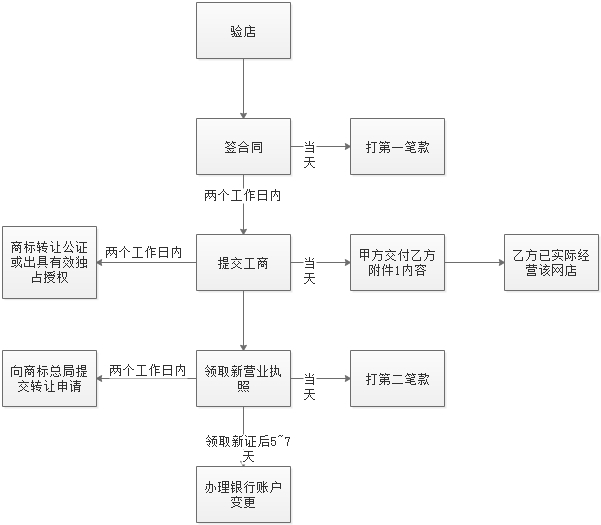 验店
签合同
当
天
打第一笔款
两个工作日内
商标转让公证
或出具有效独
占授权
两个工作日内
提交工商
当
天
甲方交付乙方
附件1内容
乙方已实际经
营该网店
向商标总局提
交转让申请
两个工作日内
领取新营业执
照
当
天
打第二笔款
领取新证后5~7
天
办理银行账户
变更